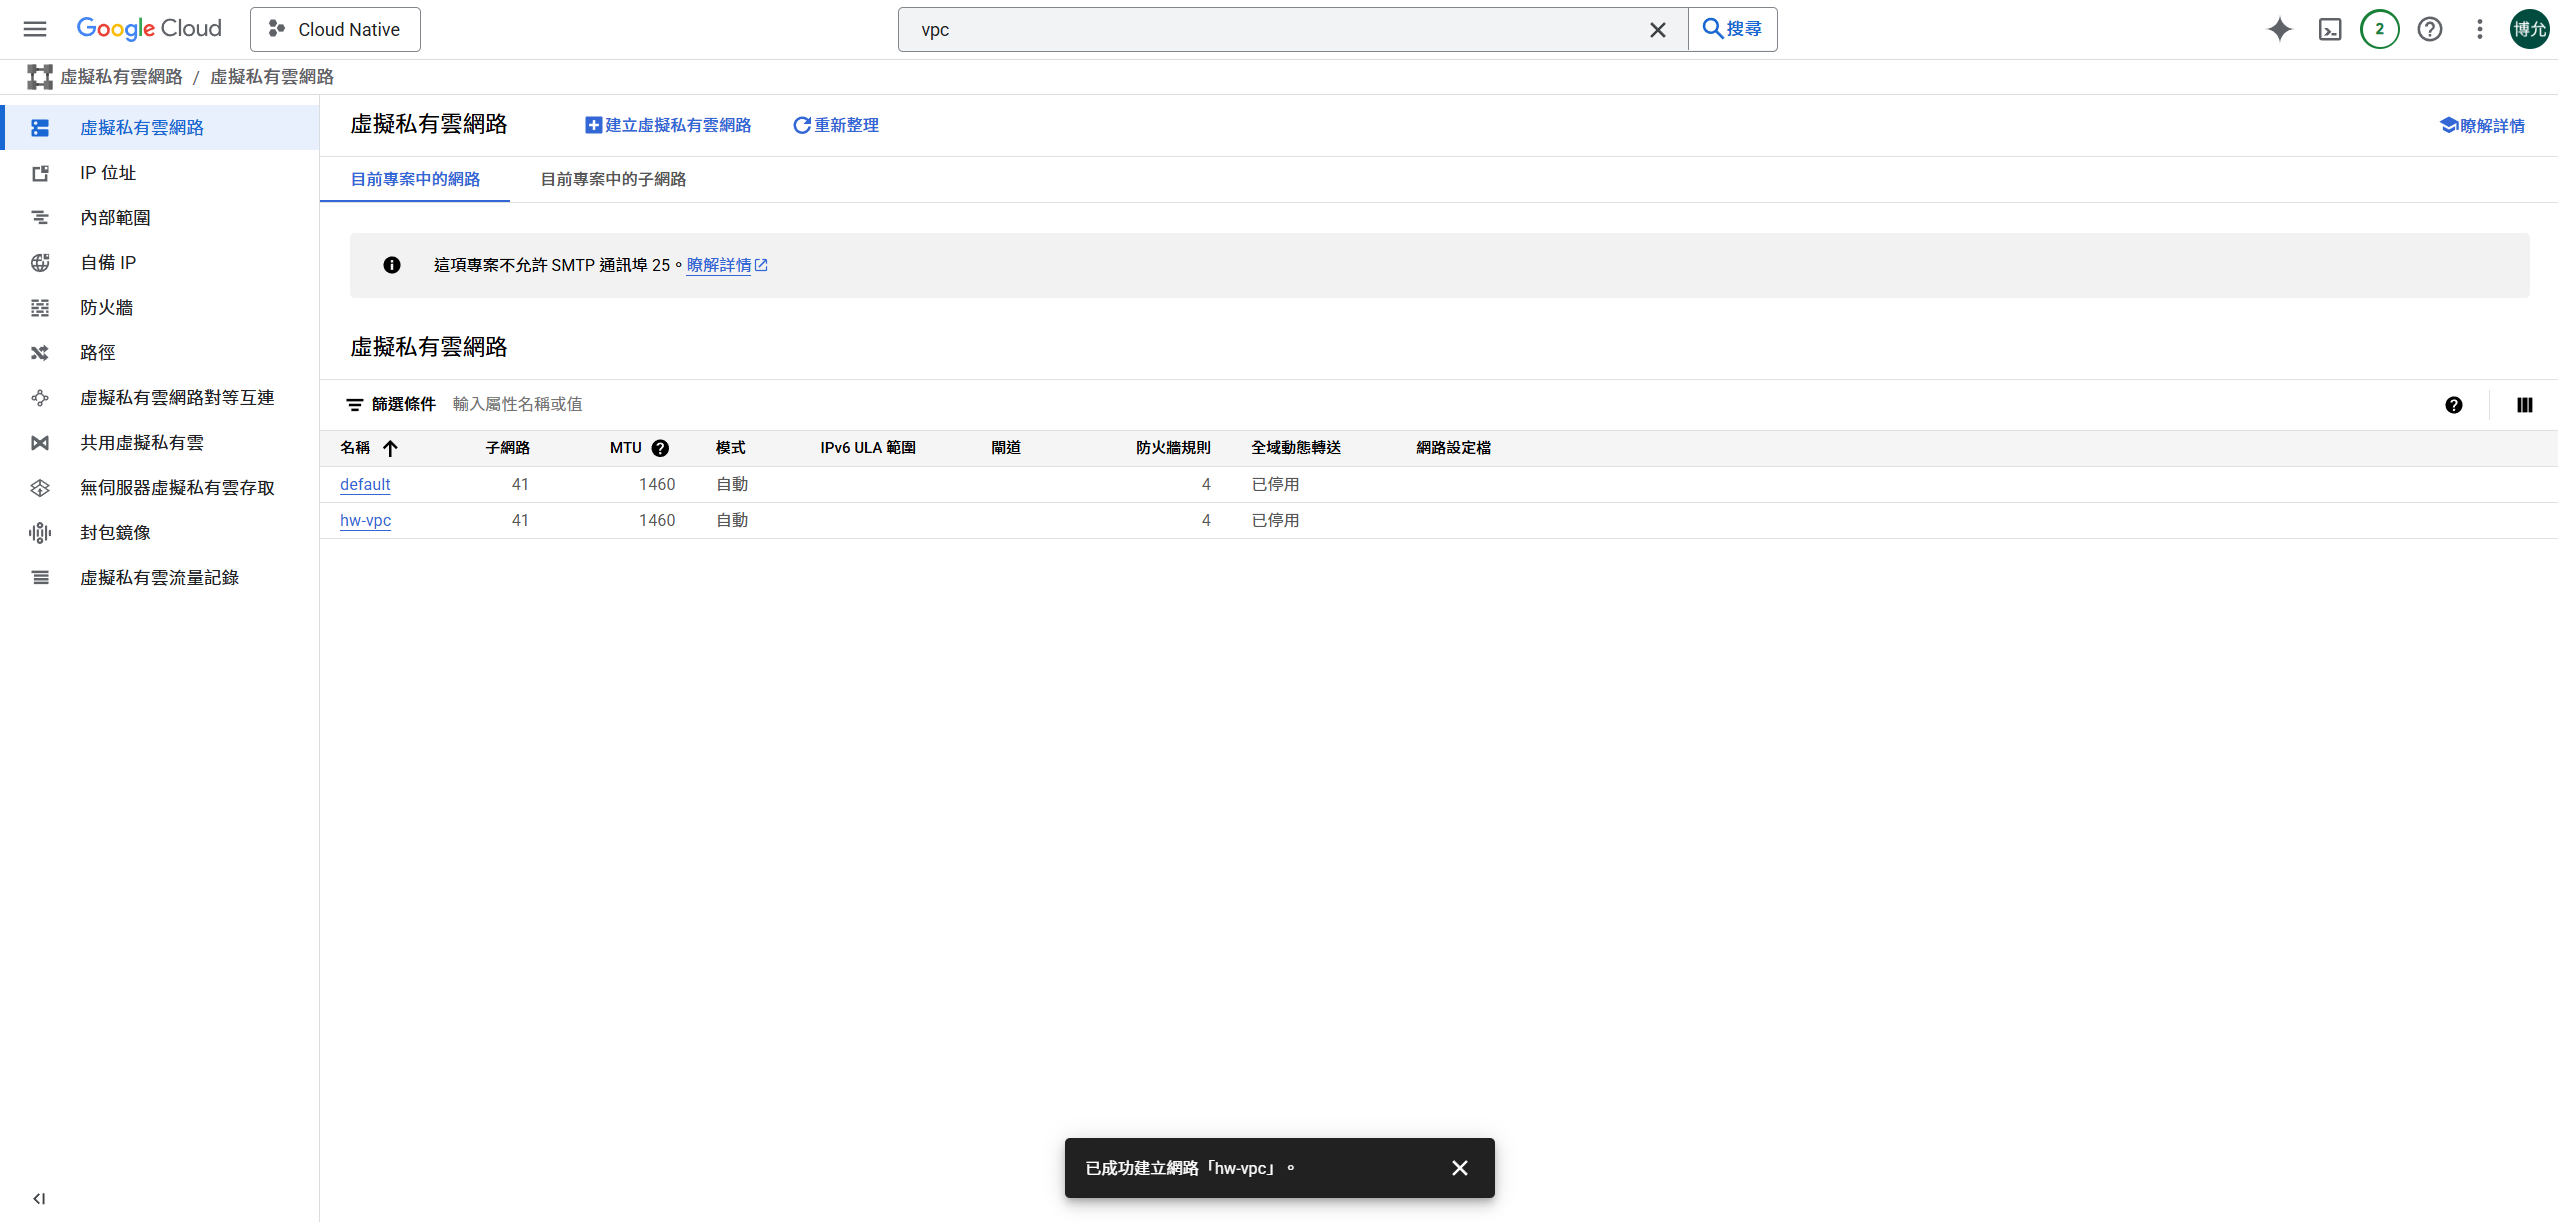 Google Cloud
Cloud Native
vpc
搜尋
2
博允
虛擬私有雲網路 / 虛擬私有雲網路
虛擬私有雲網路
IP 位址
內部範圍
自備 IP
防火牆
路徑
虛擬私有雲網路對等互連
共用虛擬私有雲
無伺服器虛擬私有雲存取
封包鏡像
虛擬私有雲流量記錄
虛擬私有雲網路
建立虛擬私有雲網路
重新整理
瞭解詳情
目前專案中的網路
目前專案中的子網路
這項專案不允許 SMTP 通訊埠 25。瞭解詳情
虛擬私有雲網路
篩選條件 輸入屬性名稱或值
名稱 子網路 MTU 模式 IPv6 ULA 範圍 閘道 防火牆規則 全域動態轉送 網路設定檔
default 41 1460 自動 4 已停用
hw-vpc 41 1460 自動 4 已停用
已成功建立網路「hw-vpc」。